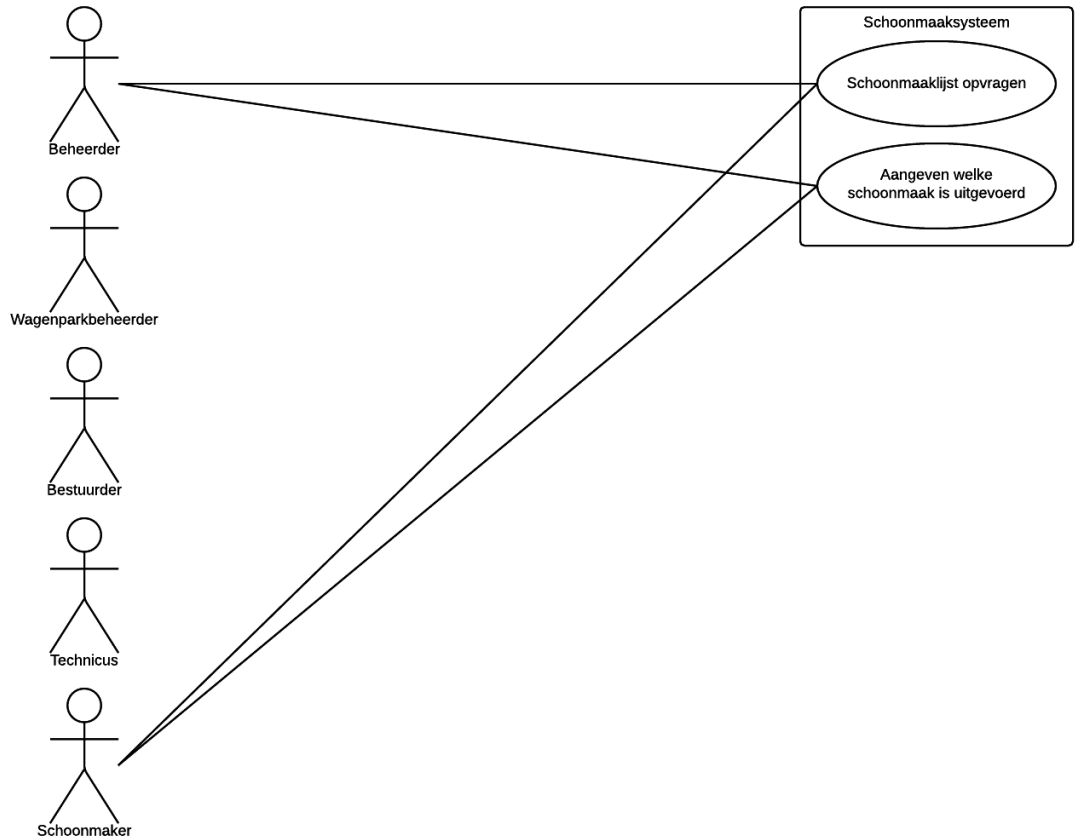 Schoonmaaksysteem
Schoonmaaklijst opvragen
Beheerder
Aangeven welke
schoonmaak is uitgevoerd
Wagenparkbeheerder
Bestuurder
Technicus
Schoonmaker